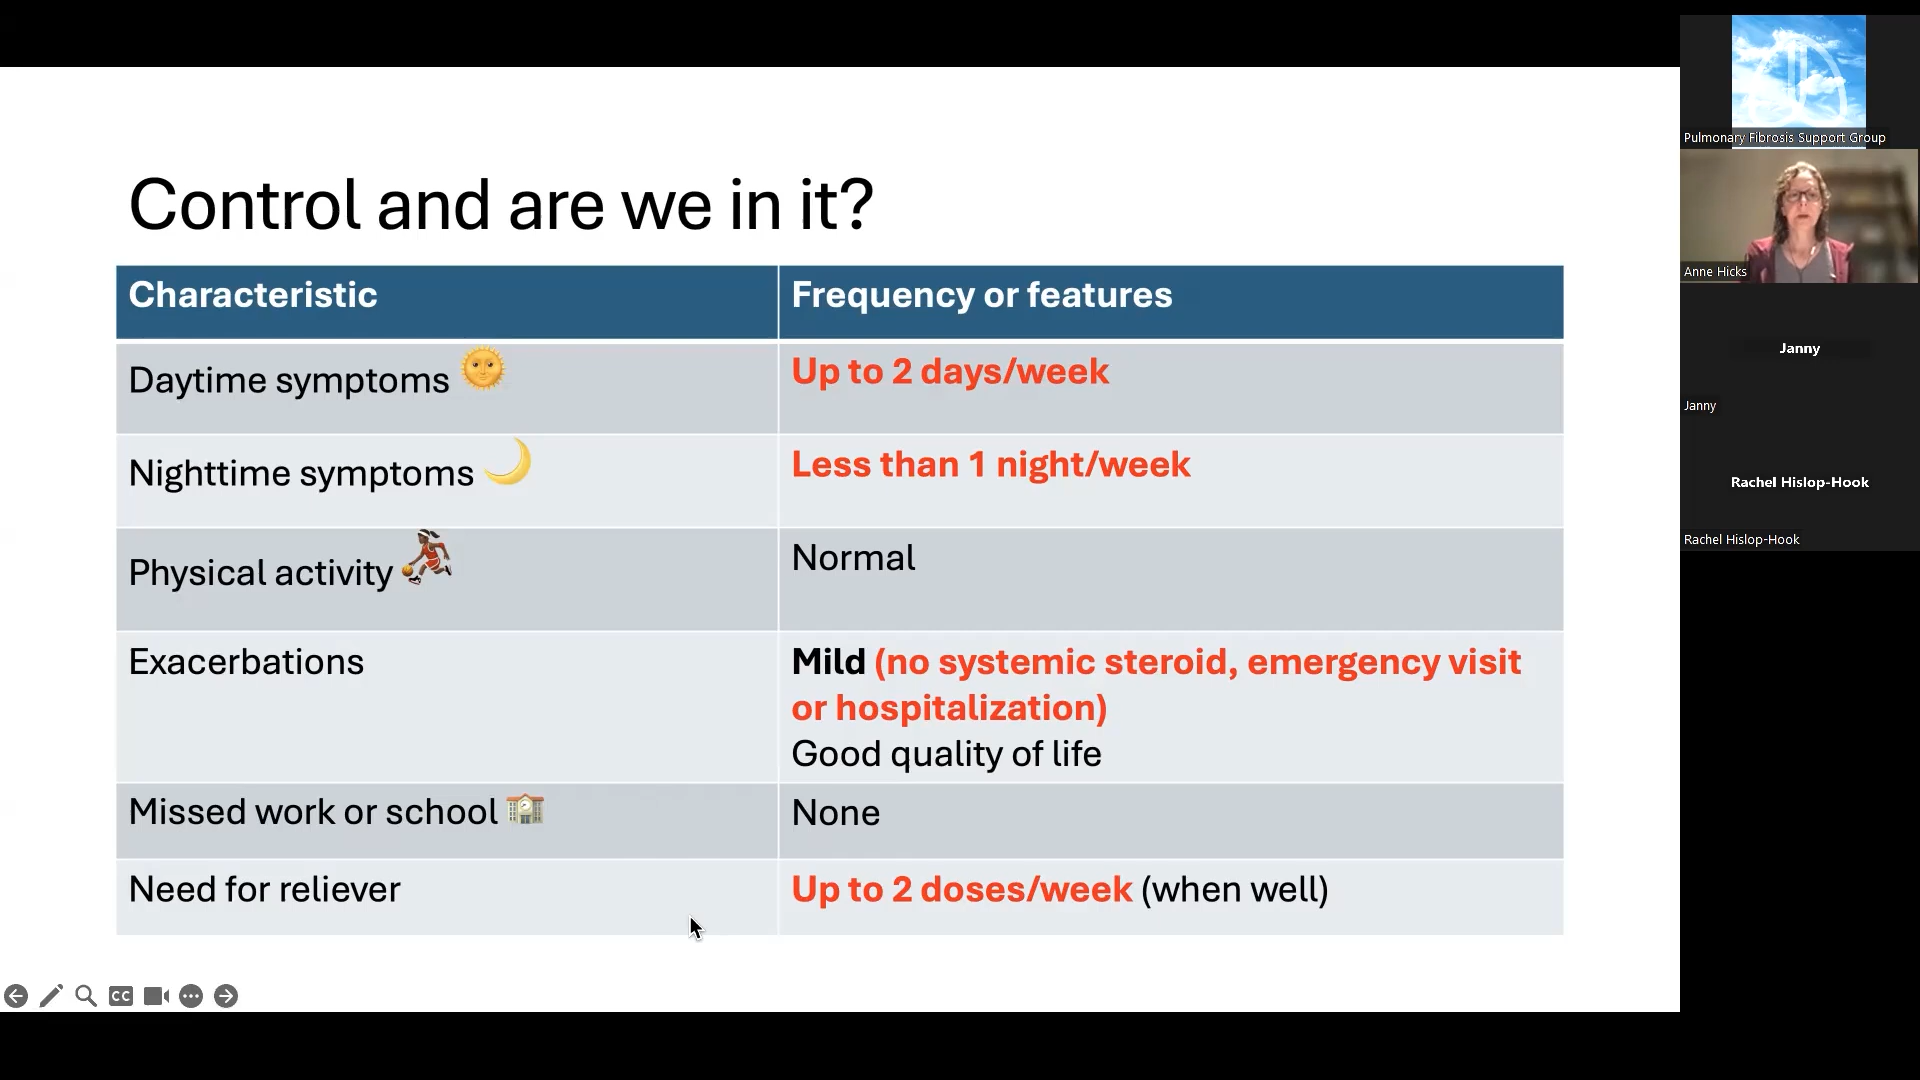 Control and are we in it?
Characteristic
Frequency or features
Daytime symptoms
Up to 2 days/week
Nighttime symptoms
Less than 1 night/week
Physical activity
Normal
Exacerbations
Mild (no systemic steroid, emergency visit
or hospitalization)
Good quality of life
Missed work or school
None
Need for reliever
Up to 2 doses/week (when well)
CC
Pulmonary Fibrosis Support Group
Anne Hicks
Janny
Janny
Rachel Hislop-Hook
Rachel Hislop-Hook